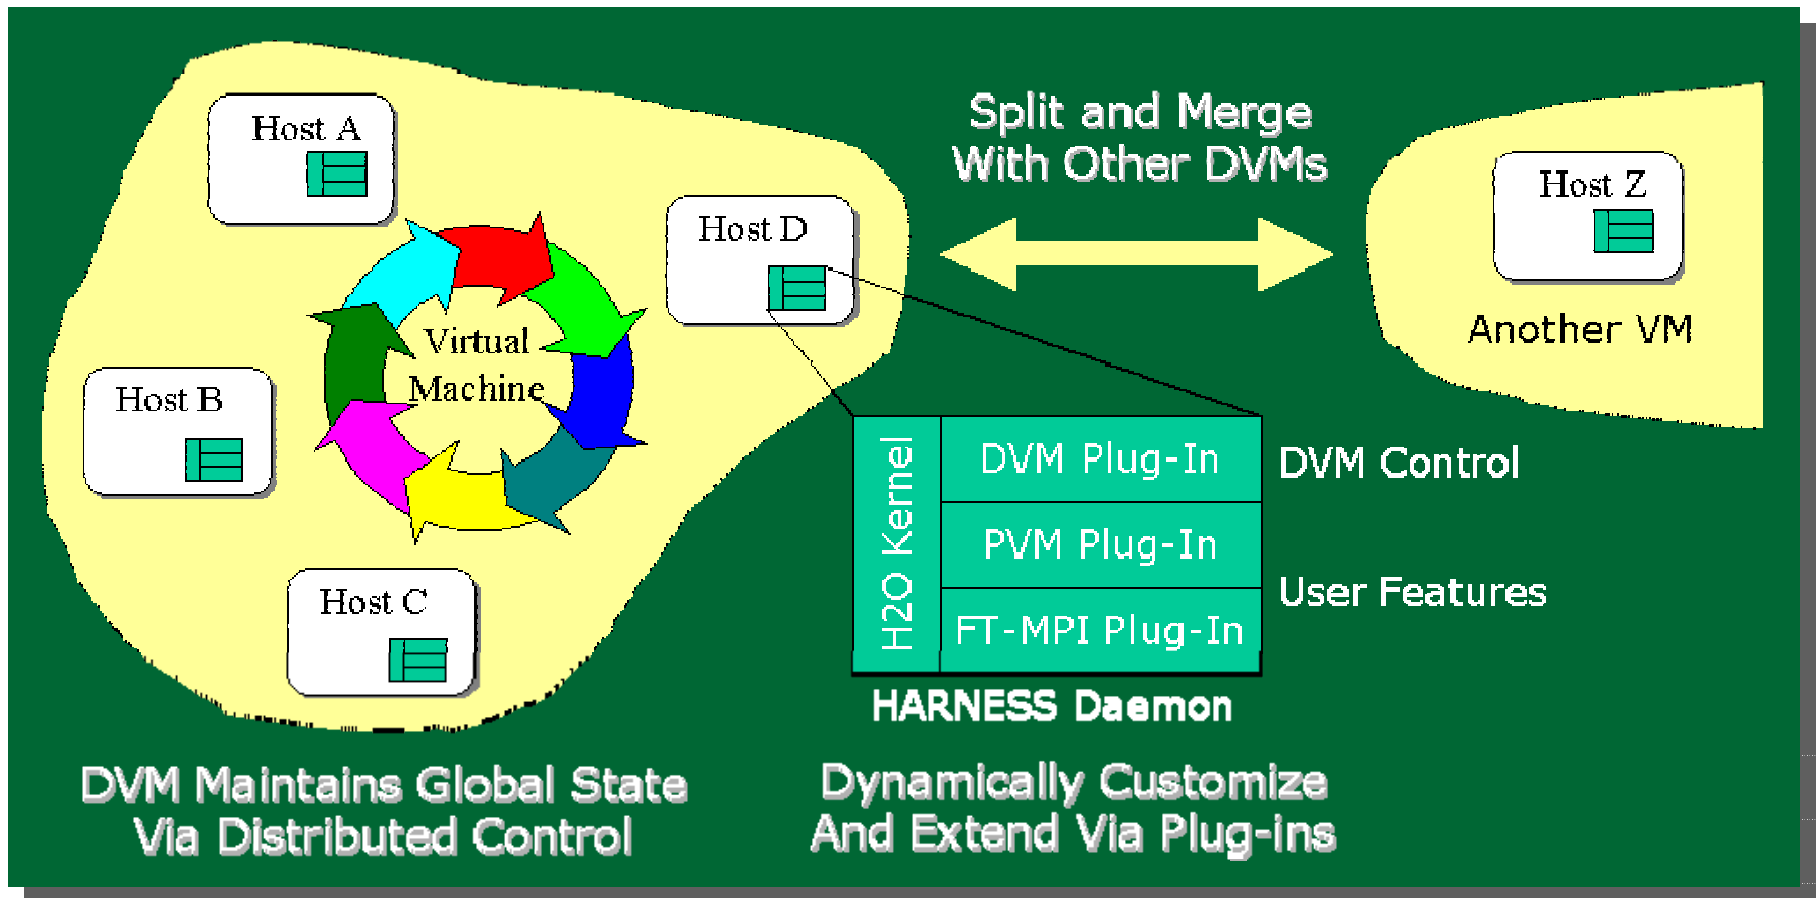 Host A
Host B
Host C
Host D
Virtual
Machine
Split and Merge
With Other DVMs
Host Z
Another VM
H2O Kernel
DVM Plug-In
PVM Plug-In
FT-MPI Plug-In
DVM Control
User Features
HARNESS Daemon
DVM Maintains Global State
Via Distributed Control
Dynamically Customize
And Extend Via Plug-ins